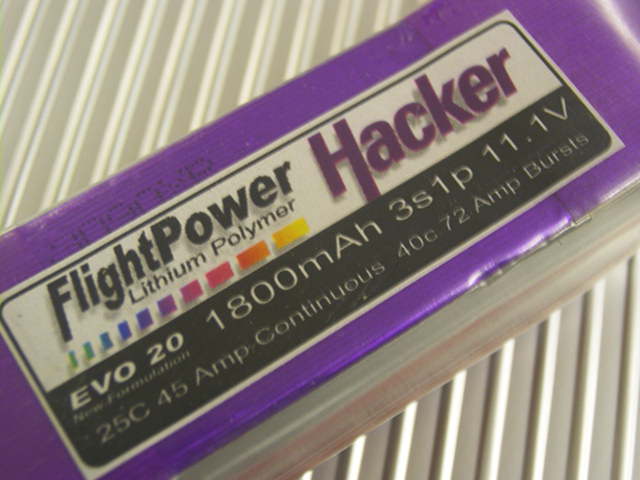 FlightPower Hacker
Lithium Polymer
EVO 20 1800mAh 3s1p 11.1V
New Formulation
25C 45 Amp Continuous 40c 72 Amp Bursts